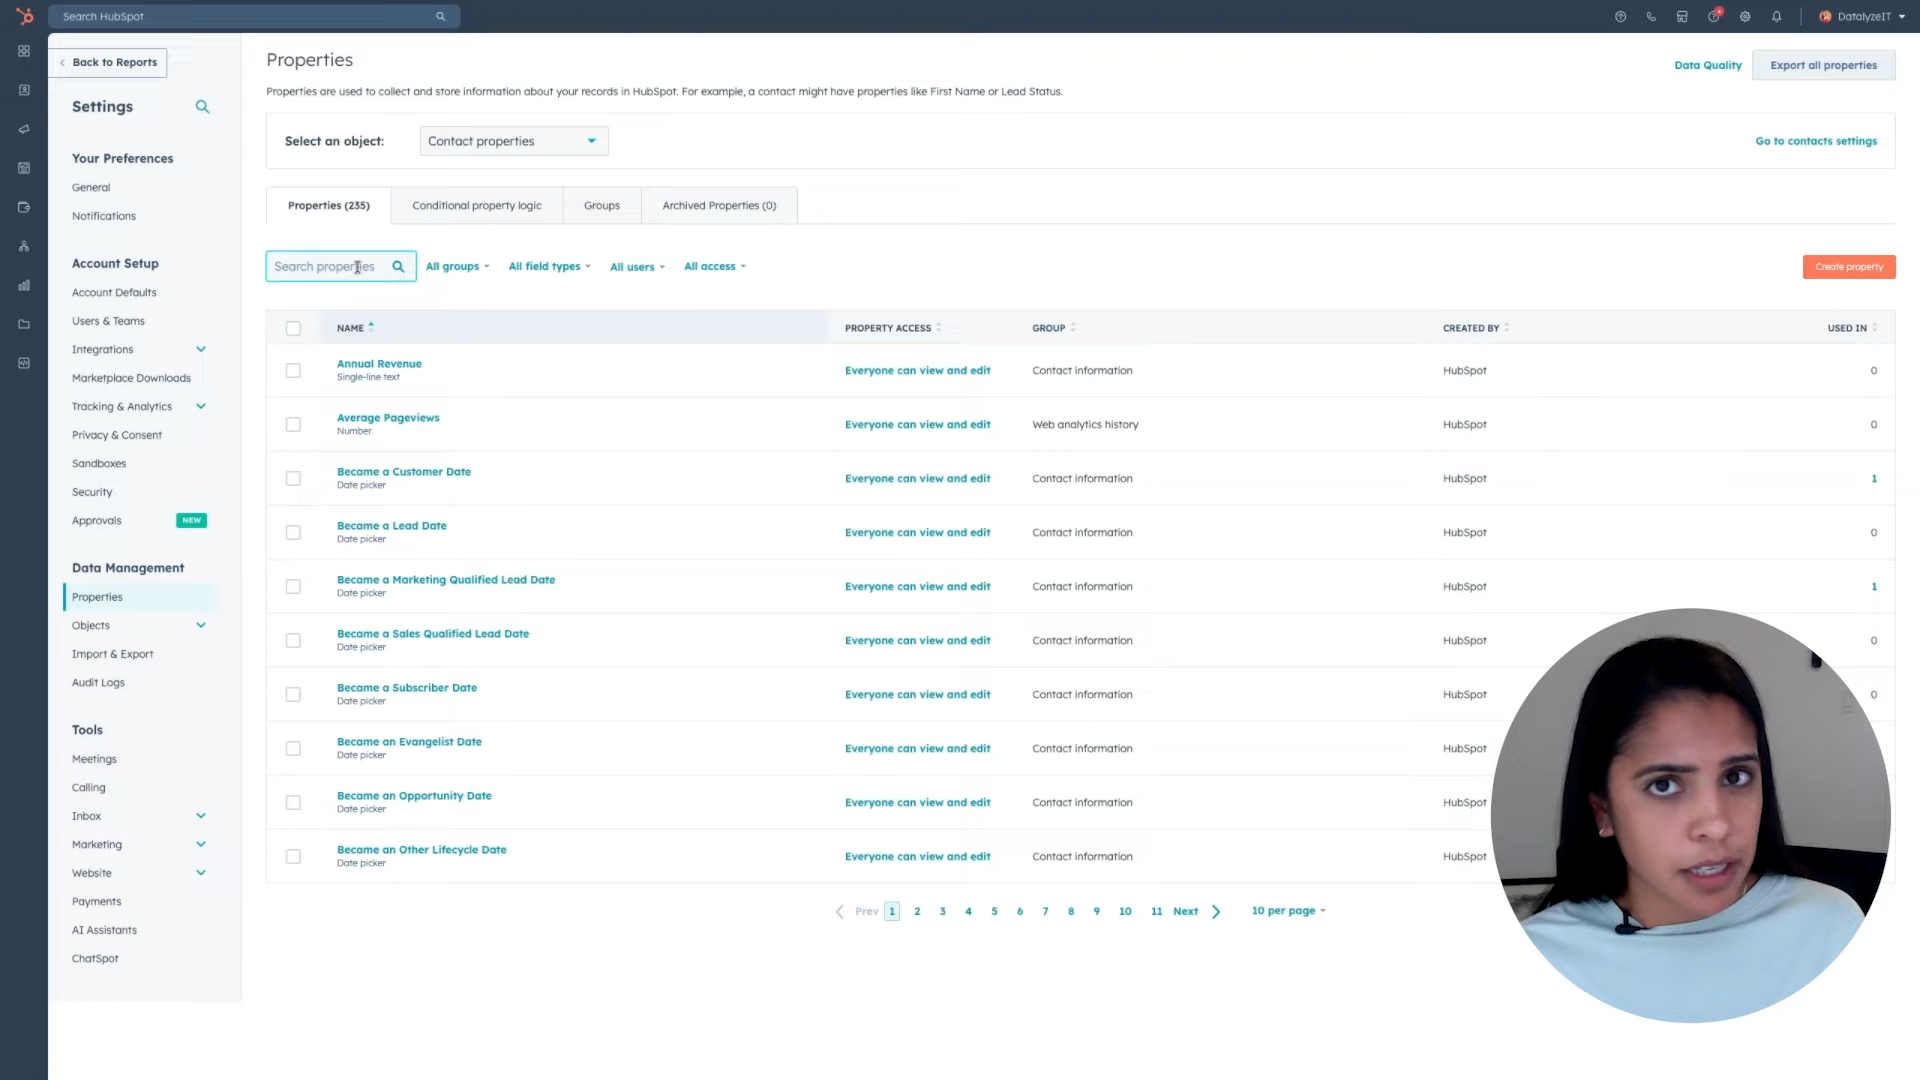 Search HubSpot
DatalyzeIT
Back to Reports
Settings
Your Preferences
General
Notifications
Account Setup
Account Defaults
Users & Teams
Integrations
Marketplace Downloads
Tracking & Analytics
Privacy & Consent
Sandboxes
Security
Approvals NEW
Data Management
Properties
Objects
Import & Export
Audit Logs
Tools
Meetings
Calling
Inbox
Marketing
Website
Payments
AI Assistants
ChatSpot
Properties
Data Quality
Export all properties
Properties are used to collect and store information about your records in HubSpot. For example, a contact might have properties like First Name or Lead Status.
Select an object: Contact properties
Go to contacts settings
Properties (235) Conditional property logic Groups Archived Properties (0)
Search properties All groups All field types All users All access Create property
NAME PROPERTY ACCESS GROUP CREATED BY USED IN
Annual Revenue Everyone can view and edit Contact information HubSpot 0
Single-line text
Average Pageviews Everyone can view and edit Web analytics history HubSpot 0
Number
Became a Customer Date Everyone can view and edit Contact information HubSpot 1
Date picker
Became a Lead Date Everyone can view and edit Contact information HubSpot 0
Date picker
Became a Marketing Qualified Lead Date Everyone can view and edit Contact information HubSpot 1
Date picker
Became a Sales Qualified Lead Date Everyone can view and edit Contact information HubSpot 0
Date picker
Became a Subscriber Date Everyone can view and edit Contact information HubSpot 0
Date picker
Became an Evangelist Date Everyone can view and edit Contact information HubSpot
Date picker
Became an Opportunity Date Everyone can view and edit Contact information HubSpot
Date picker
Became an Other Lifecycle Date Everyone can view and edit Contact information HubSpot
Date picker
Prev 1 2 3 4 5 6 7 8 9 10 11 Next 10 per page